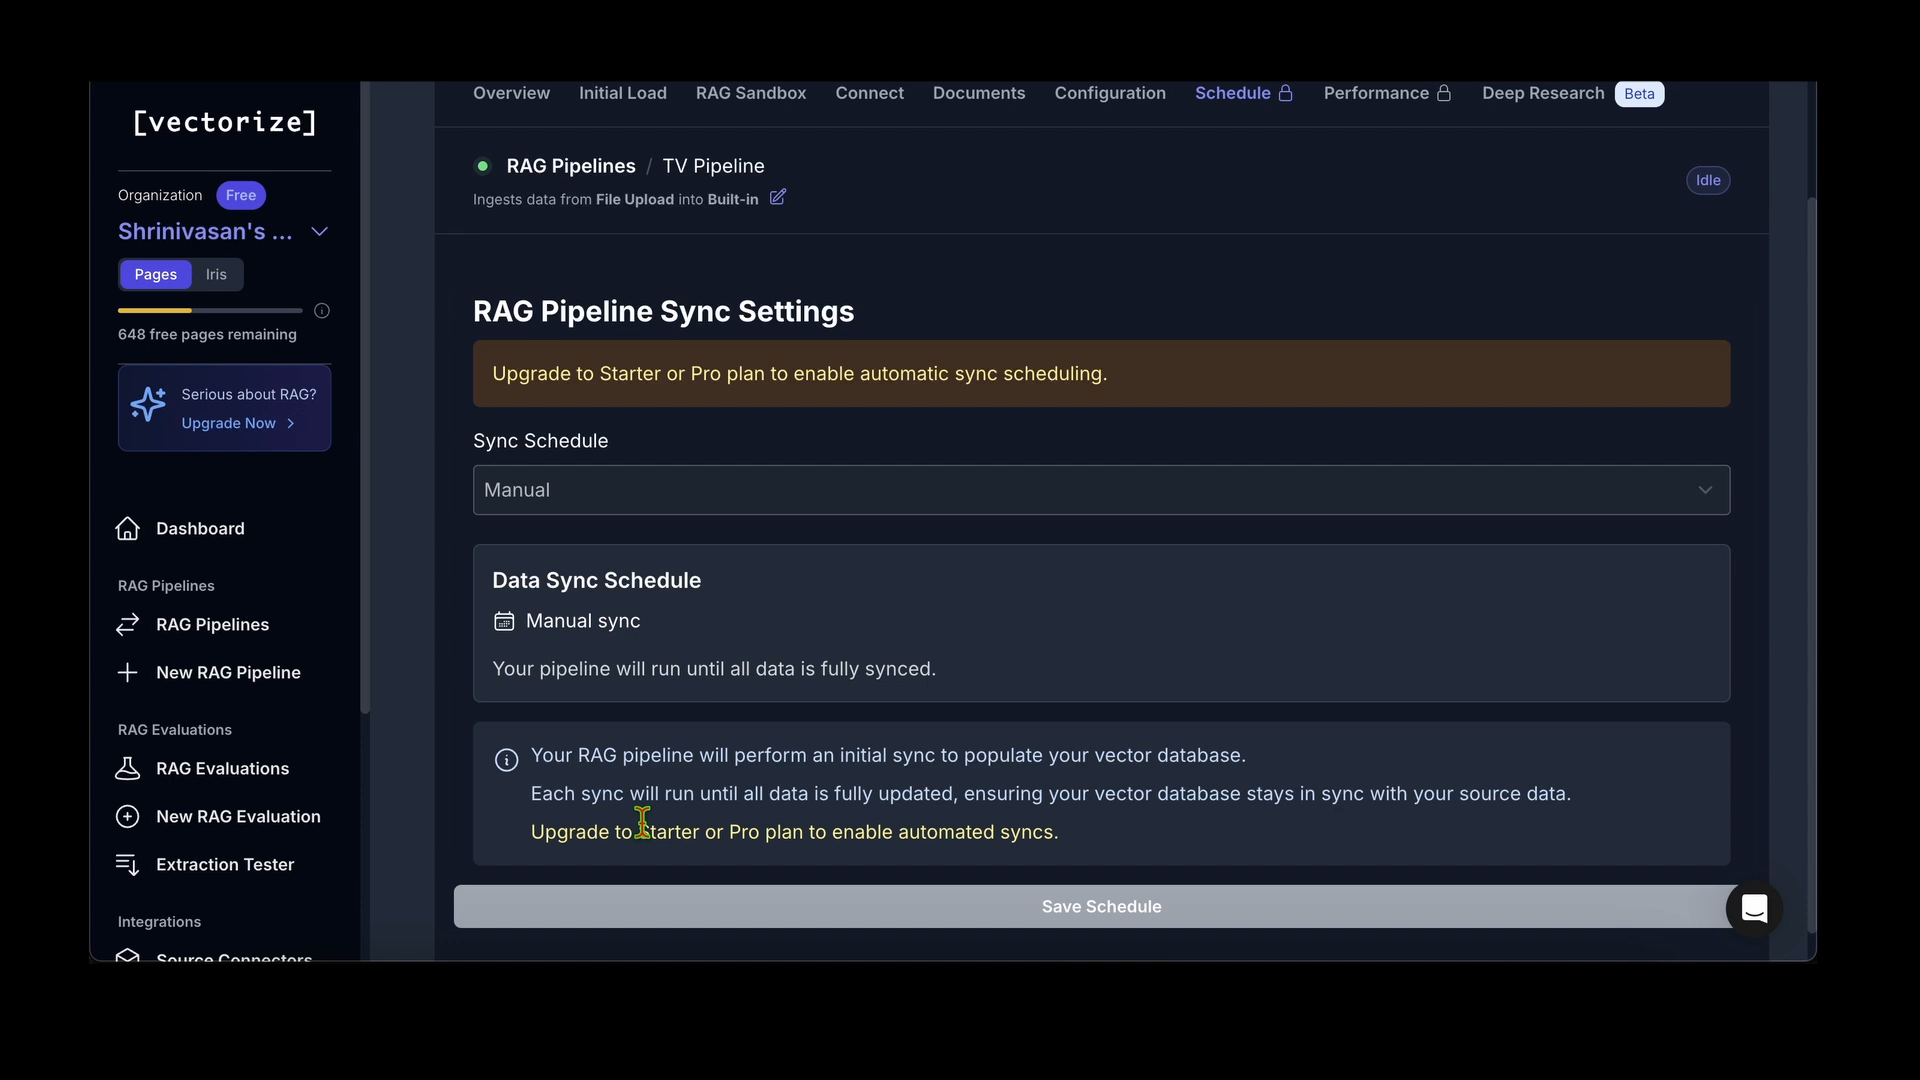 [vectorize]
Organization Free
Shrinivasan's ...
Pages Iris
648 free pages remaining
Serious about RAG?
Upgrade Now
Dashboard
RAG Pipelines
RAG Pipelines
New RAG Pipeline
RAG Evaluations
RAG Evaluations
New RAG Evaluation
Extraction Tester
Integrations
Source Connectors
Overview Initial Load RAG Sandbox Connect Documents Configuration Schedule Performance Deep Research Beta
RAG Pipelines / TV Pipeline
Ingests data from File Upload into Built-in
Idle
RAG Pipeline Sync Settings
Upgrade to Starter or Pro plan to enable automatic sync scheduling.
Sync Schedule
Manual
Data Sync Schedule
Manual sync
Your pipeline will run until all data is fully synced.
Your RAG pipeline will perform an initial sync to populate your vector database.
Each sync will run until all data is fully updated, ensuring your vector database stays in sync with your source data.
Upgrade to Starter or Pro plan to enable automated syncs.
Save Schedule